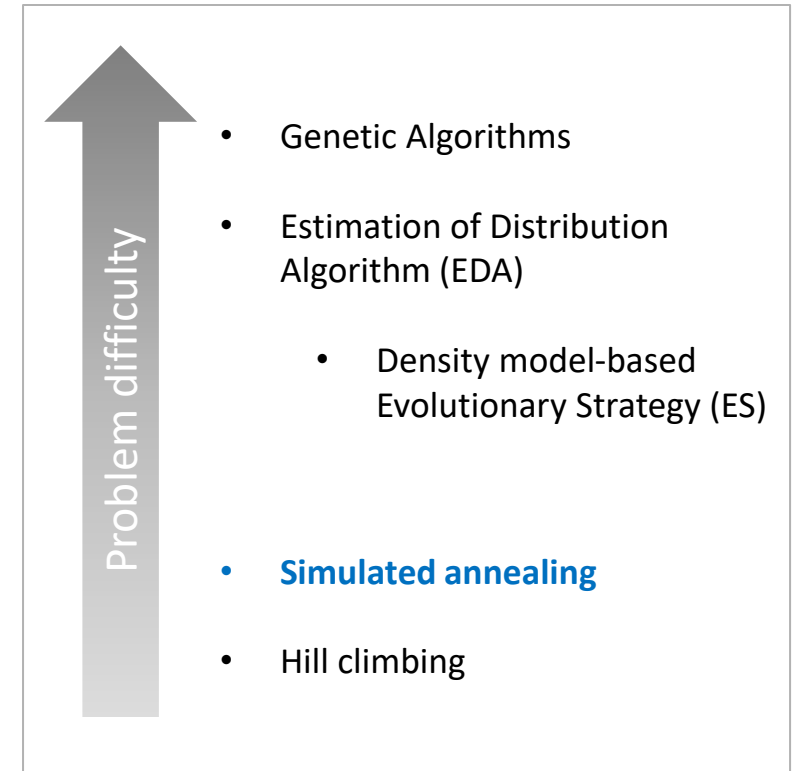 Problem difficulty
• Genetic Algorithms
• Estimation of Distribution
Algorithm (EDA)
• Density model-based
Evolutionary Strategy (ES)
• Simulated annealing
• Hill climbing